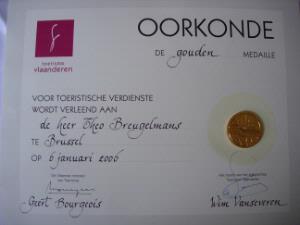 OORKONDE
DE gouden MEDAILLE
toerisme
vlaanderen
VOOR TOERISTISCHE VERDIENSTE
WORDT VERLEEND AAN
de heer Theo Breugelmans
TE Brussel
OP 6 januari 2006
Geert Bourgeois
Wim Vanseveren